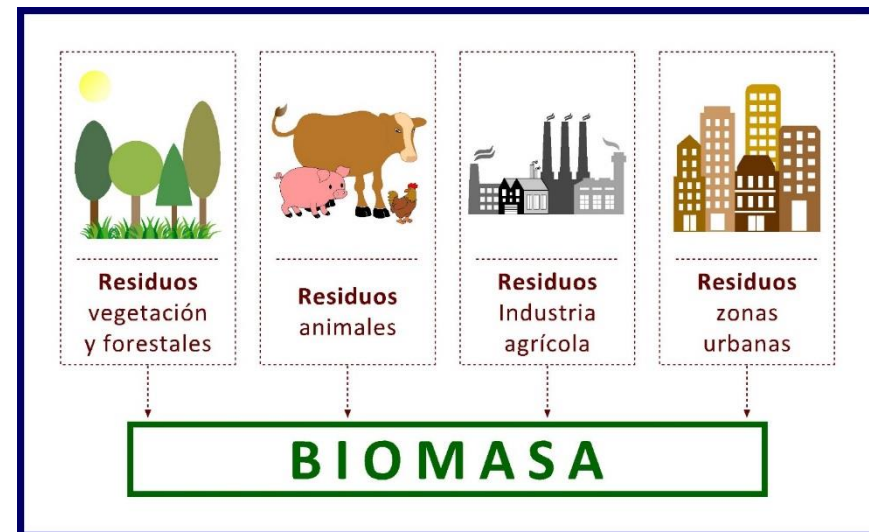 Residuos
vegetación
y forestales
Residuos
animales
Residuos
Industria
agrícola
Residuos
zonas
urbanas
BIOMASA